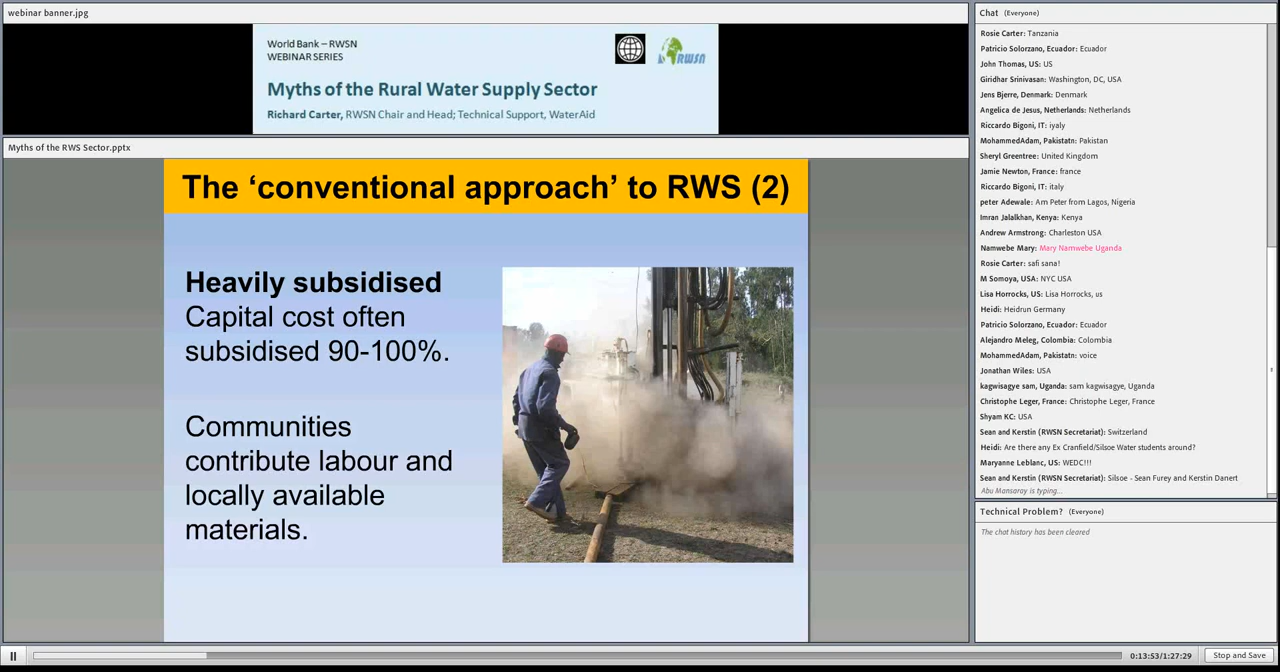 webinar banner.jpg
World Bank – RWSN
WEBINAR SERIES
RWSN
Myths of the Rural Water Supply Sector
Richard Carter, RWSN Chair and Head; Technical Support, WaterAid
Myths of the RWS Sector.pptx
The ‘conventional approach’ to RWS (2)
Heavily subsidised
Capital cost often
subsidised 90-100%.
Communities
contribute labour and
locally available
materials.
Chat (Everyone)
Rosie Carter: Tanzania
Patricio Solorzano, Ecuador: Ecuador
John Thomas, US: US
Giridhar Srinivasan: Washington, DC, USA
Jens Bjerre, Denmark: Denmark
Angelica de Jesus, Netherlands: Netherlands
Riccardo Bigoni, IT: iyaly
MohammedAdam, Pakistatn: Pakistan
Sheryl Greentree: United Kingdom
Jamie Newton, France: france
Riccardo Bigoni, IT: italy
peter Adewale: Am Peter from Lagos, Nigeria
Imran Jalalkhan, Kenya: Kenya
Andrew Armstrong: Charleston USA
Namwebe Mary: Mary Namwebe Uganda
Rosie Carter: safi sana!
M Somoya, USA: NYC USA
Lisa Horrocks, US: Lisa Horrocks, us
Heidi: Heidrun Germany
Patricio Solorzano, Ecuador: Ecuador
Alejandro Meleg, Colombia: Colombia
MohammedAdam, Pakistatn: voice
Jonathan Wiles: USA
kagwisagye sam, Uganda: sam kagwisagye, Uganda
Christophe Leger, France: Christophe Leger, France
Shyam KC: USA
Sean and Kerstin (RWSN Secretariat): Switzerland
Heidi: Are there any Ex Cranfield/Silsoe Water students around?
Maryanne Leblanc, US: WEDC!!!
Sean and Kerstin (RWSN Secretariat): Silsoe - Sean Furey and Kerstin Danert
Abu Mansaray is typing...
Technical Problem? (Everyone)
The chat history has been cleared
0:13:53/1:27:29
Stop and Save